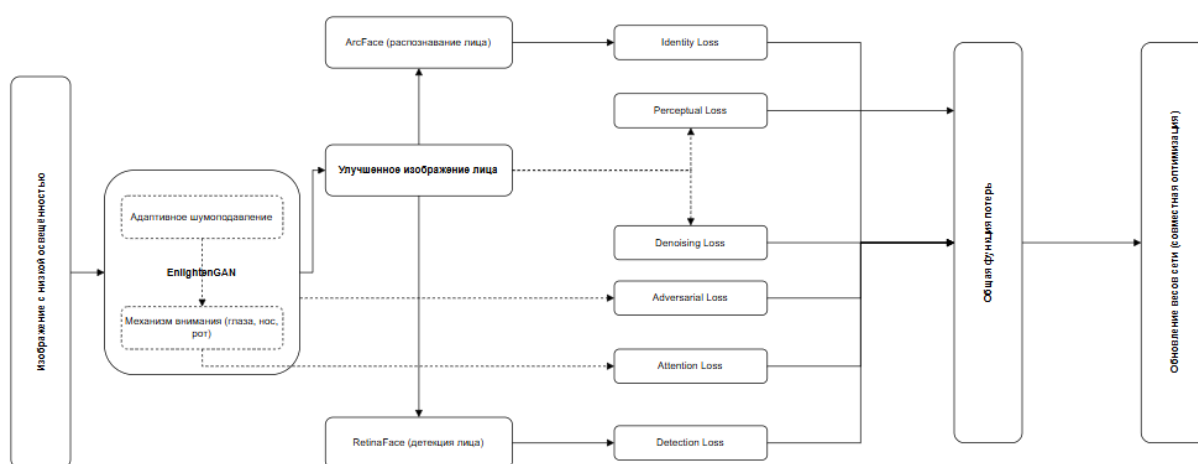 Изображение с низкой освещённостью
Адаптивное шумоподавление
EnlightenGAN
Механизм внимания (глаза, нос,
рот)
ArcFace (распознавание лица)
Улучшенное изображение лица
RetinaFace (детекция лица)
Identity Loss
Perceptual Loss
Denoising Loss
Adversarial Loss
Attention Loss
Detection Loss
Общая функция потерь
Обновление весов сети (совместная оптимизация)